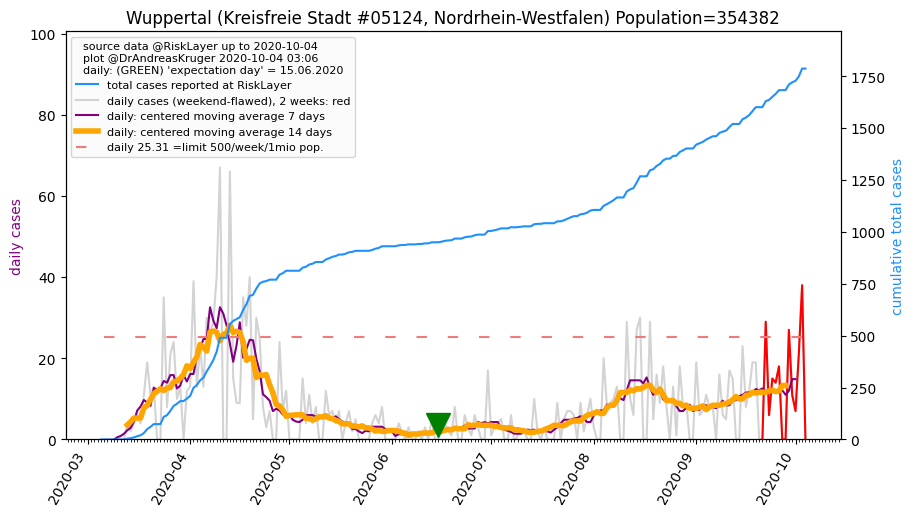 Wuppertal (Kreisfreie Stadt #05124, Nordrhein-Westfalen) Population=354382
source data @RiskLayer up to 2020-10-04
plot @DrAndreasKruger 2020-10-04 03:06
daily: (GREEN) 'expectation day' = 15.06.2020
total cases reported at RiskLayer
daily cases (weekend-flawed), 2 weeks: red
daily: centered moving average 7 days
daily: centered moving average 14 days
daily 25.31 =limit 500/week/1mio pop.
daily cases
100
80
60
40
20
0
cumulative total cases
1750
1500
1250
1000
750
500
250
0
2020-03
2020-04
2020-05
2020-06
2020-07
2020-08
2020-09
2020-10